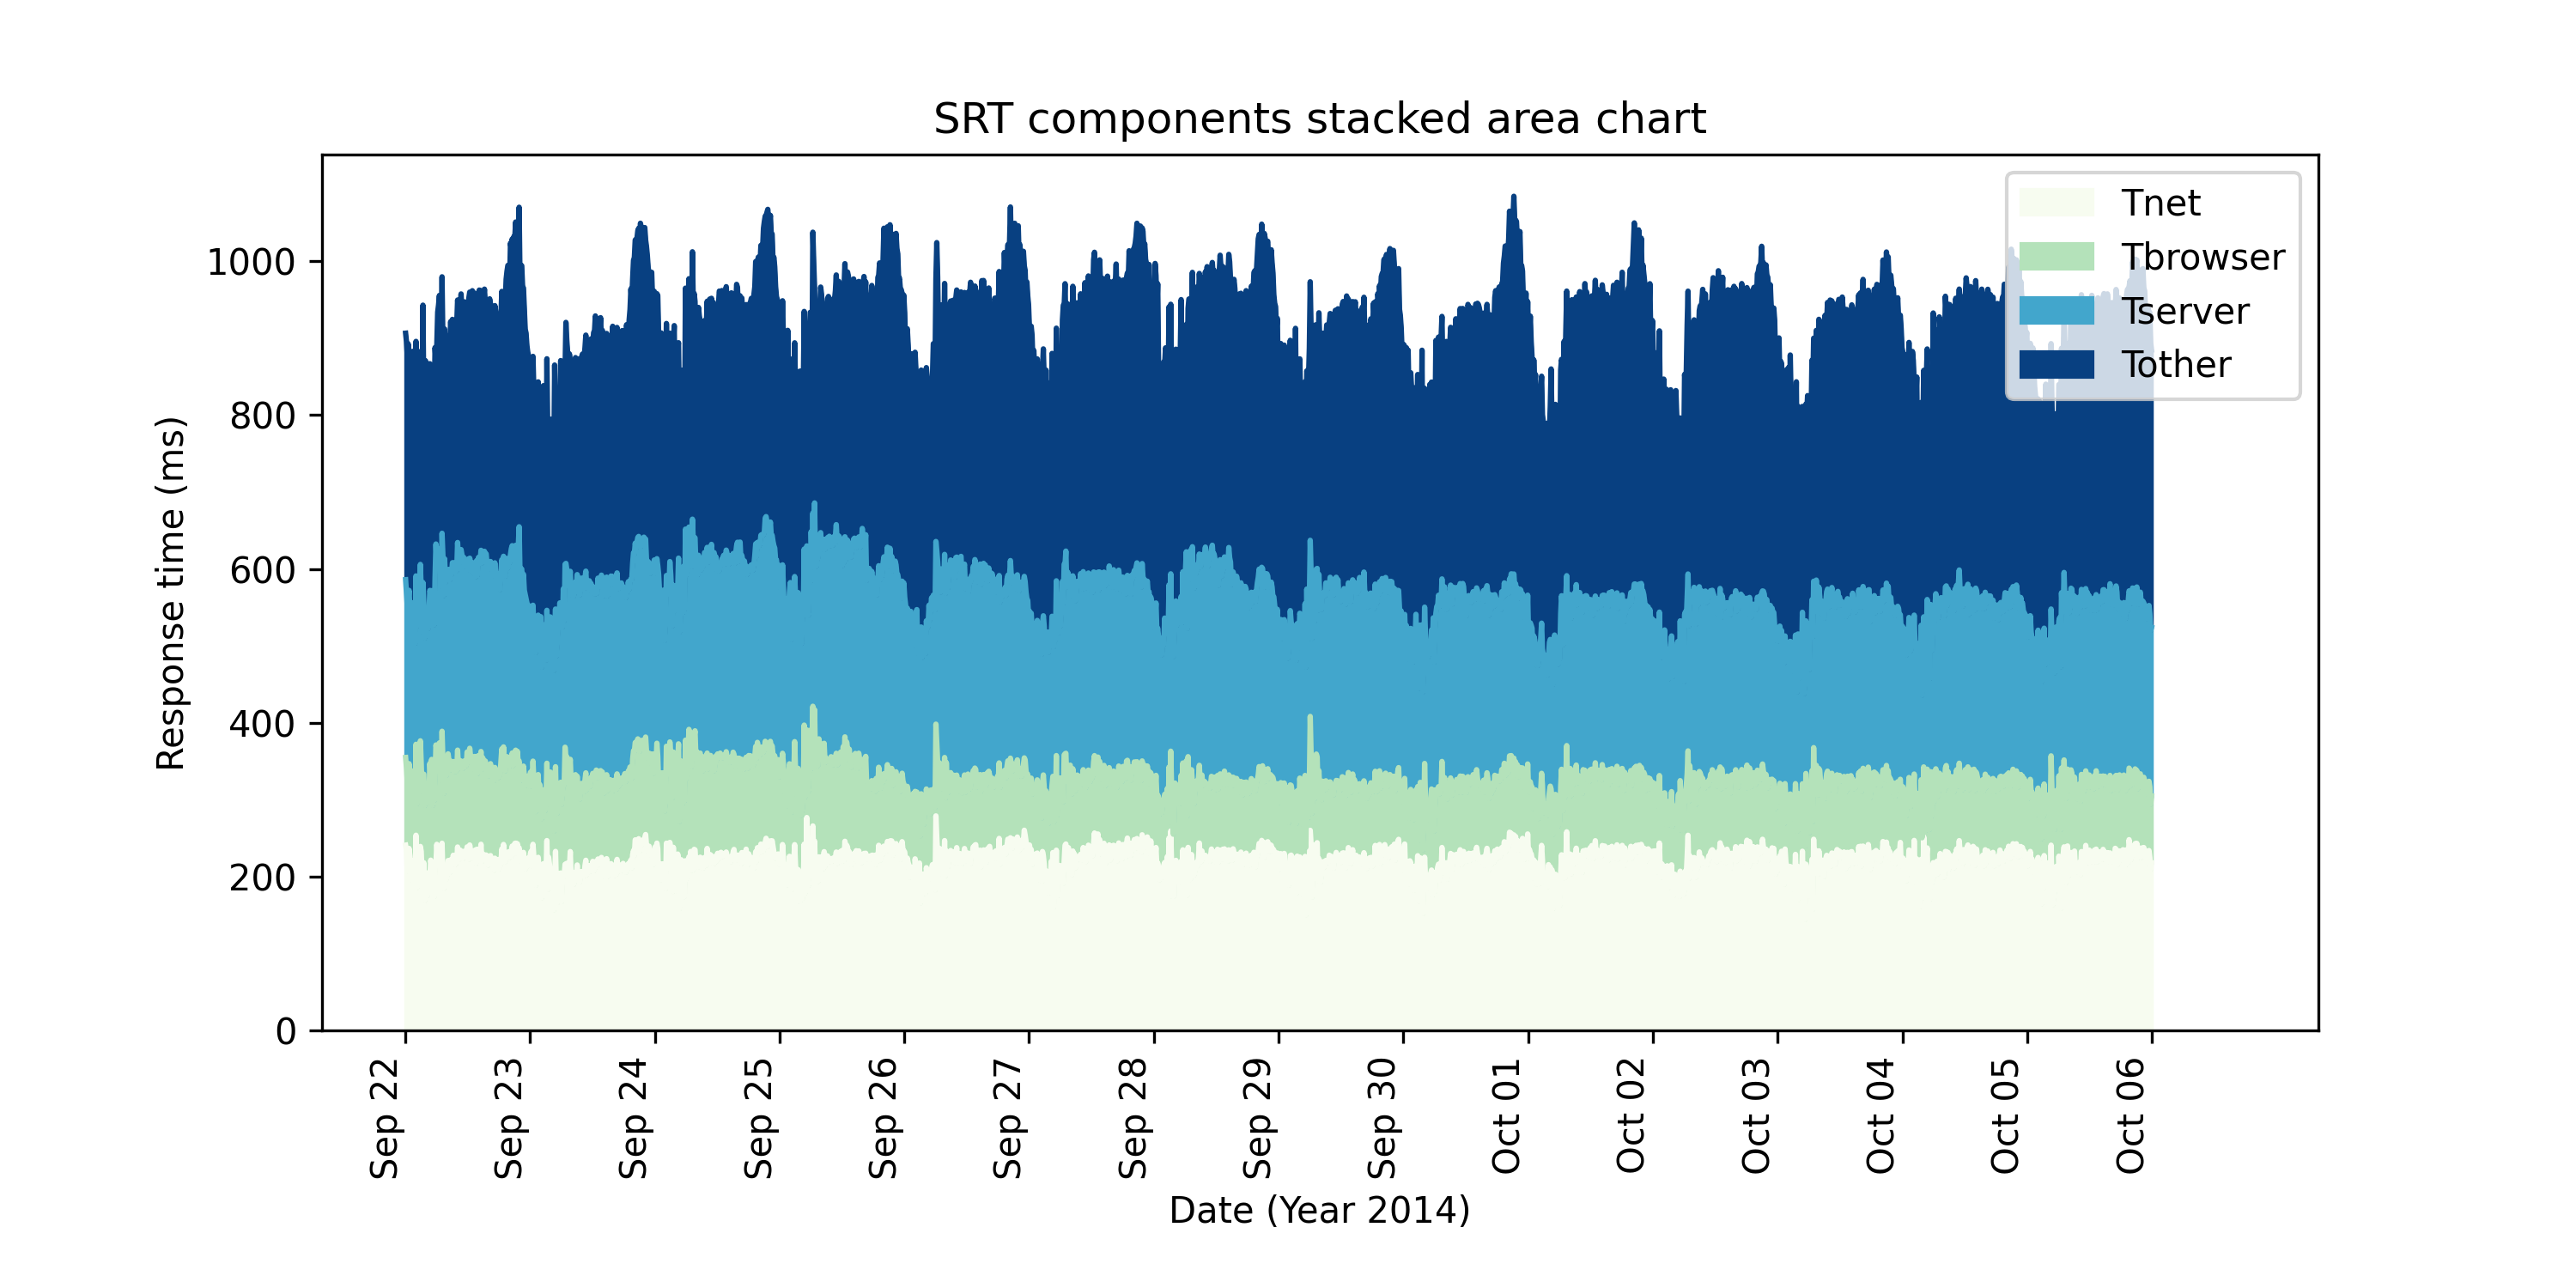 SRT components stacked area chart
Response time (ms)
1000
800
600
400
200
0
Tnet
Tbrowser
Tserver
Tother
Sep 22
Sep 23
Sep 24
Sep 25
Sep 26
Sep 27
Sep 28
Sep 29
Sep 30
Oct 01
Oct 02
Oct 03
Oct 04
Oct 05
Oct 06
Date (Year 2014)